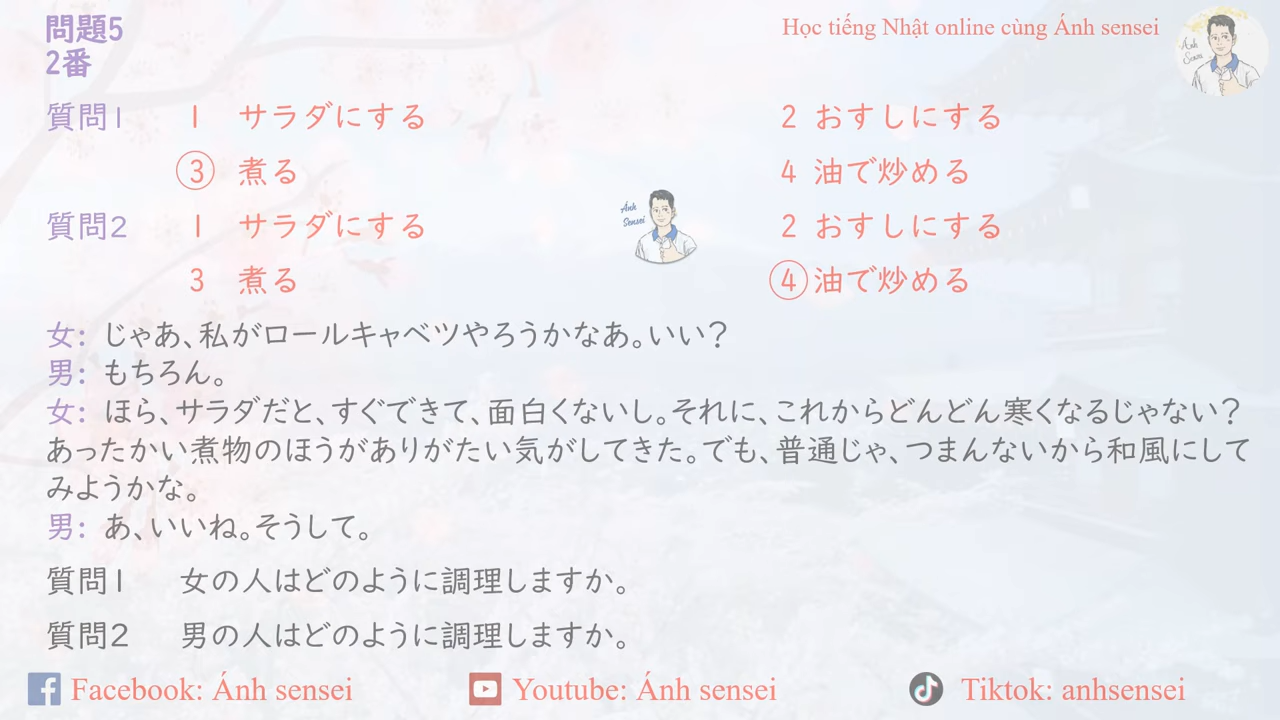 問題5
2番
Học tiếng Nhật online cùng Ánh sensei
Ánh
Sensei
質問1 1 サラダにする 2 おすしにする
③ 煮る 4 油で炒める
質問2 1 サラダにする 2 おすしにする
3 煮る ④ 油で炒める
Ánh
Sensei
女: じゃあ、私がロールキャベツやろうかなあ。いい?
男: もちろん。
女: ほら、サラダだと、すぐできて、面白くないし。それに、これからどんどん寒くなるじゃない?
あったかい煮物のほうがありがたい気がしてきた。でも、普通じゃ、つまんないから和風にして
みようかな。
男: あ、いいね。そうして。
質問1 女の人はどのように調理しますか。
質問2 男の人はどのように調理しますか。
Facebook: Ánh sensei Youtube: Ánh sensei Tiktok: anhsensei